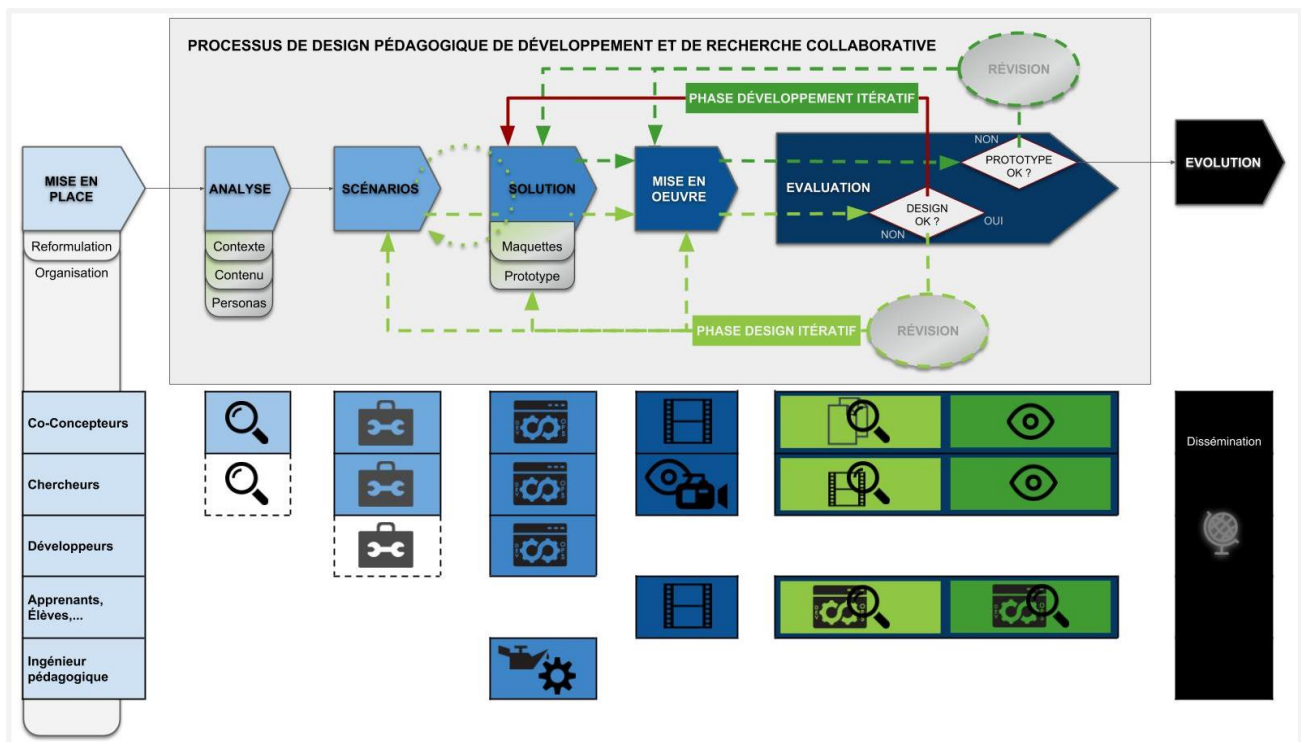 PROCESSUS DE DESIGN PÉDAGOGIQUE DE DÉVELOPPEMENT ET DE RECHERCHE COLLABORATIVE
RÉVISION
PHASE DÉVELOPPEMENT ITÉRATIF
NON
MISE EN
PLACE
ANALYSE
SCÉNARIOS
SOLUTION
MISE EN
OEUVRE
EVALUATION
PROTOTYPE
OK ?
EVOLUTION
DESIGN
OK ?
OUI
NON
Reformulation
Organisation
Contexte
Contenu
Personas
Maquettes
Prototype
PHASE DESIGN ITÉRATIF
RÉVISION
Co-Concepteurs
Chercheurs
Développeurs
Apprenants,
Élèves,...
Ingénieur
pédagogique
Dissémination